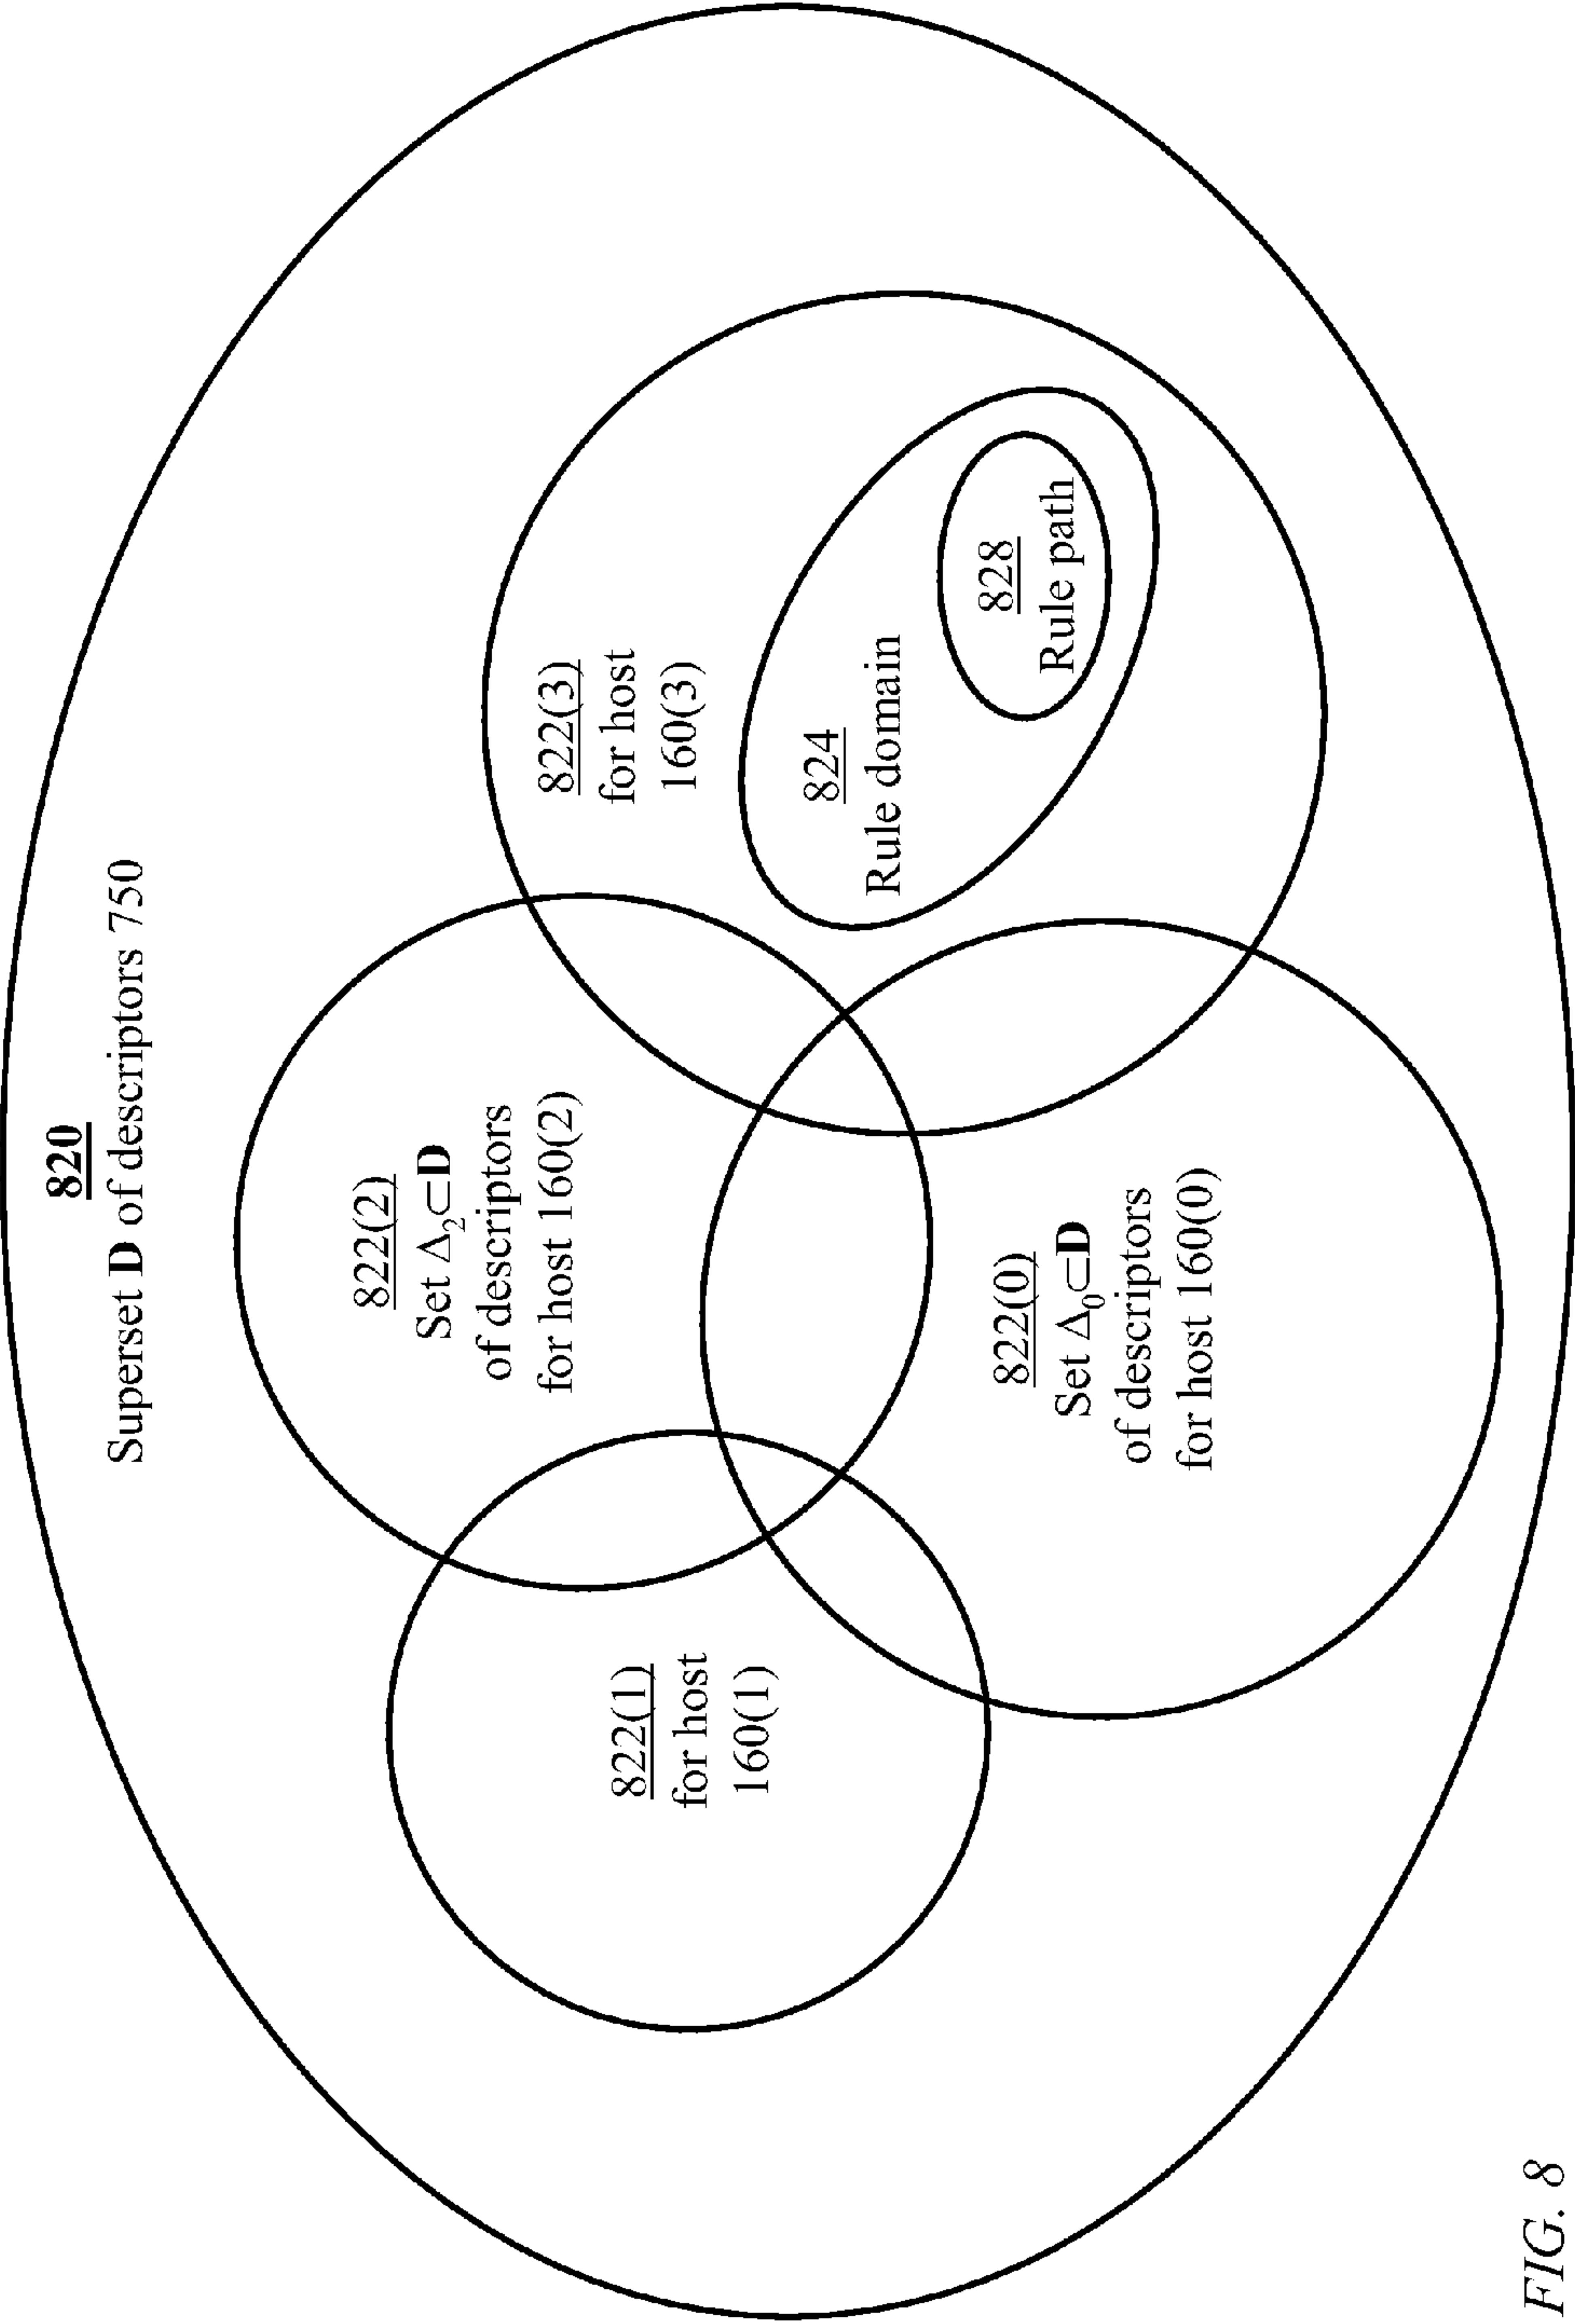 820
Superset D of descriptors 750
822(2)
Set Δ₂⊂D
of descriptors
for host 160(2)
822(1)
for host
160(1)
822(3)
for host
160(3)
824
Rule domain
828
Rule path
822(0)
Set Δ₀⊂D
of descriptors
for host 160(0)
FIG. 8